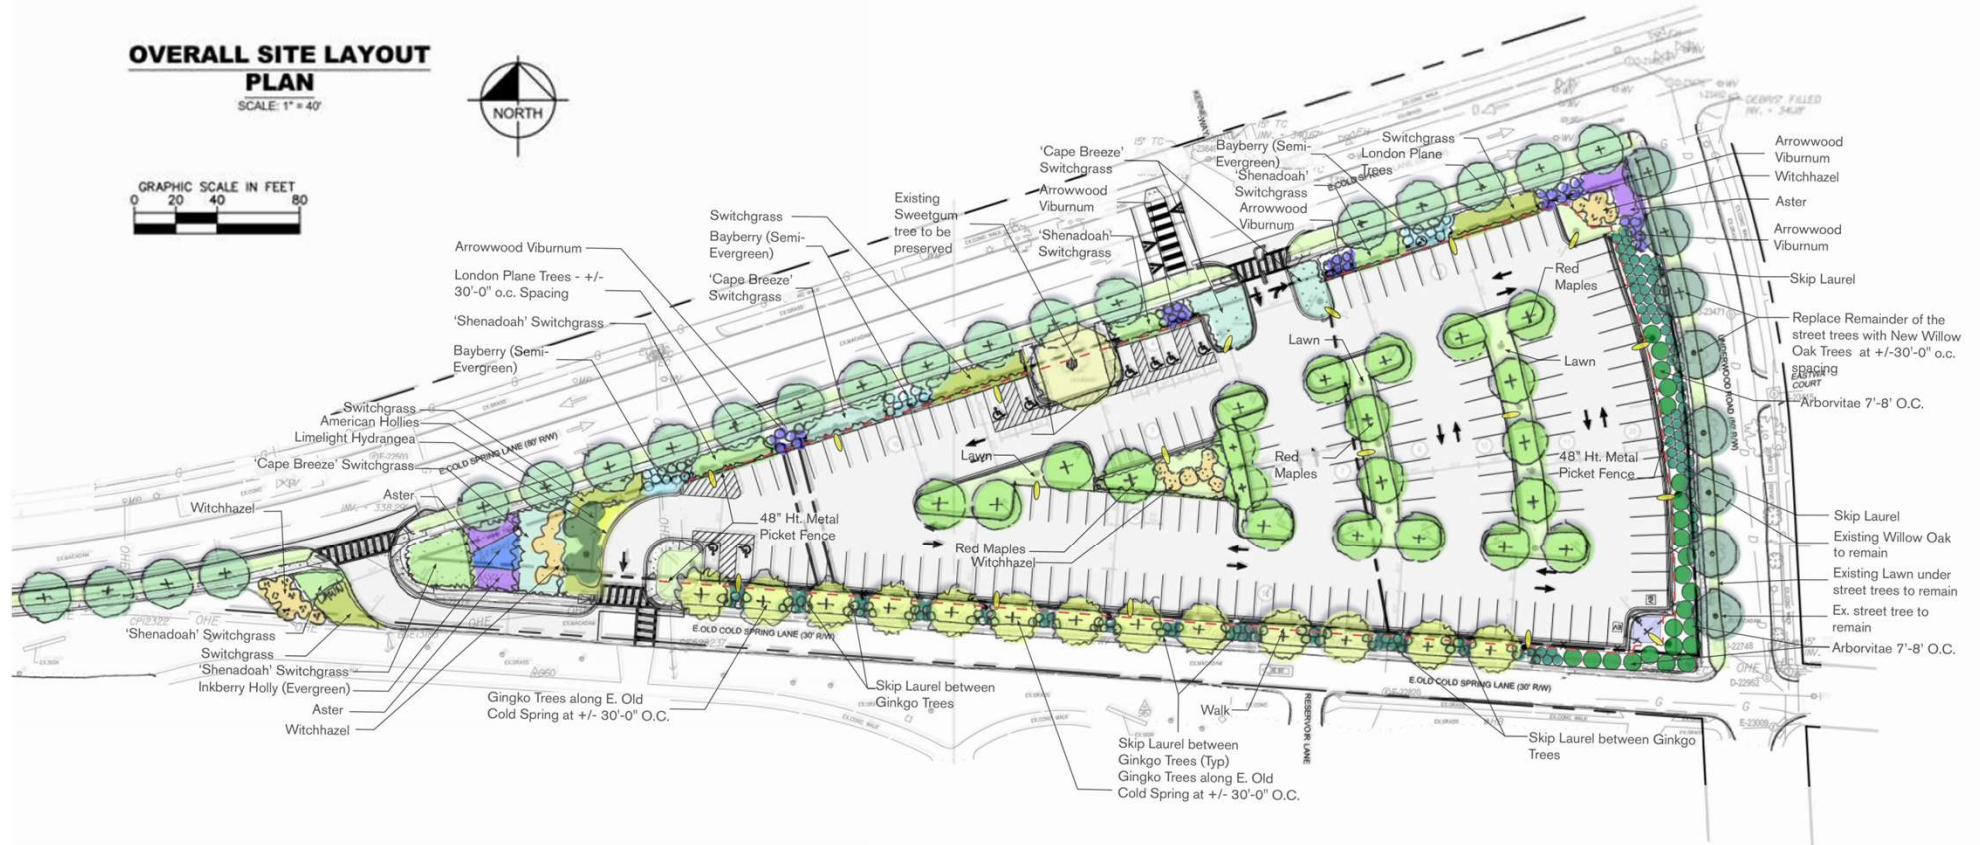 OVERALL SITE LAYOUT
PLAN
SCALE: 1" = 40'
NORTH
GRAPHIC SCALE IN FEET
0 20 40 80
Arrowwood Viburnum
London Plane Trees - +/-
30'-0" o.c. Spacing
'Shenadoah' Switchgrass
Bayberry (Semi-
Evergreen)
Switchgrass
American Hollies
Limelight Hydrangea
'Cape Breeze' Switchgrass
Aster
Witchhazel
Switchgrass
Bayberry (Semi-
Evergreen)
'Cape Breeze'
Switchgrass
Existing
Sweetgum
tree to be
preserved
'Cape Breeze'
Switchgrass
Arrowwood
Viburnum
'Shenadoah'
Switchgrass
Bayberry (Semi-
Evergreen)
'Shenadoah'
Switchgrass
Arrowwood
Viburnum
Switchgrass
London Plane
Trees
Arrowwood
Viburnum
Witchhazel
Aster
Arrowwood
Viburnum
Skip Laurel
Replace Remainder of the
street trees with New Willow
Oak Trees at +/-30'-0" o.c.
spacing
EASTWY
COURT
Arborvitae 7'-8' O.C.
Red
Maples
Lawn
Lawn
Red
Maples
Lawn
48" Ht. Metal
Picket Fence
48" Ht. Metal
Picket Fence
Red Maples
Witchhazel
Skip Laurel
Existing Willow Oak
to remain
Existing Lawn under
street trees to remain
Ex. street tree to
remain
Arborvitae 7'-8' O.C.
E.COLD SPRING LANE (80' R/W)
E.OLD COLD SPRING LANE (30' R/W)
E.OLD COLD SPRING LANE (30' R/W)
RESERVOIR LANE
'Shenadoah' Switchgrass
Switchgrass
'Shenadoah' Switchgrass
Inkberry Holly (Evergreen)
Aster
Witchhazel
Gingko Trees along E. Old
Cold Spring at +/- 30'-0" O.C.
Skip Laurel between
Ginkgo Trees
Walk
Skip Laurel between
Ginkgo Trees (Typ)
Gingko Trees along E. Old
Cold Spring at +/- 30'-0" O.C.
Skip Laurel between Ginkgo
Trees